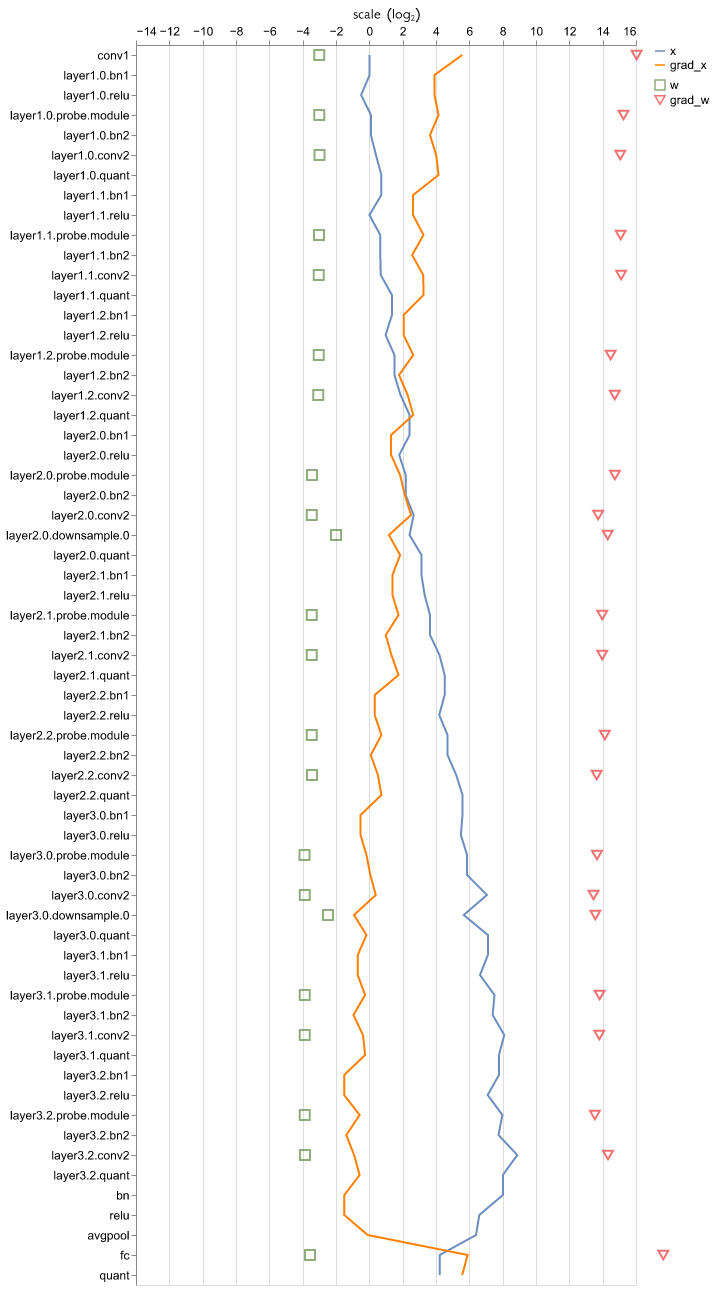 scale (log₂)
−14 −12 −10 −8 −6 −4 −2 0 2 4 6 8 10 12 14 16
x
grad_x
w
grad_w
conv1
layer1.0.bn1
layer1.0.relu
layer1.0.probe.module
layer1.0.bn2
layer1.0.conv2
layer1.0.quant
layer1.1.bn1
layer1.1.relu
layer1.1.probe.module
layer1.1.bn2
layer1.1.conv2
layer1.1.quant
layer1.2.bn1
layer1.2.relu
layer1.2.probe.module
layer1.2.bn2
layer1.2.conv2
layer1.2.quant
layer2.0.bn1
layer2.0.relu
layer2.0.probe.module
layer2.0.bn2
layer2.0.conv2
layer2.0.downsample.0
layer2.0.quant
layer2.1.bn1
layer2.1.relu
layer2.1.probe.module
layer2.1.bn2
layer2.1.conv2
layer2.1.quant
layer2.2.bn1
layer2.2.relu
layer2.2.probe.module
layer2.2.bn2
layer2.2.conv2
layer2.2.quant
layer3.0.bn1
layer3.0.relu
layer3.0.probe.module
layer3.0.bn2
layer3.0.conv2
layer3.0.downsample.0
layer3.0.quant
layer3.1.bn1
layer3.1.relu
layer3.1.probe.module
layer3.1.bn2
layer3.1.conv2
layer3.1.quant
layer3.2.bn1
layer3.2.relu
layer3.2.probe.module
layer3.2.bn2
layer3.2.conv2
layer3.2.quant
bn
relu
avgpool
fc
quant